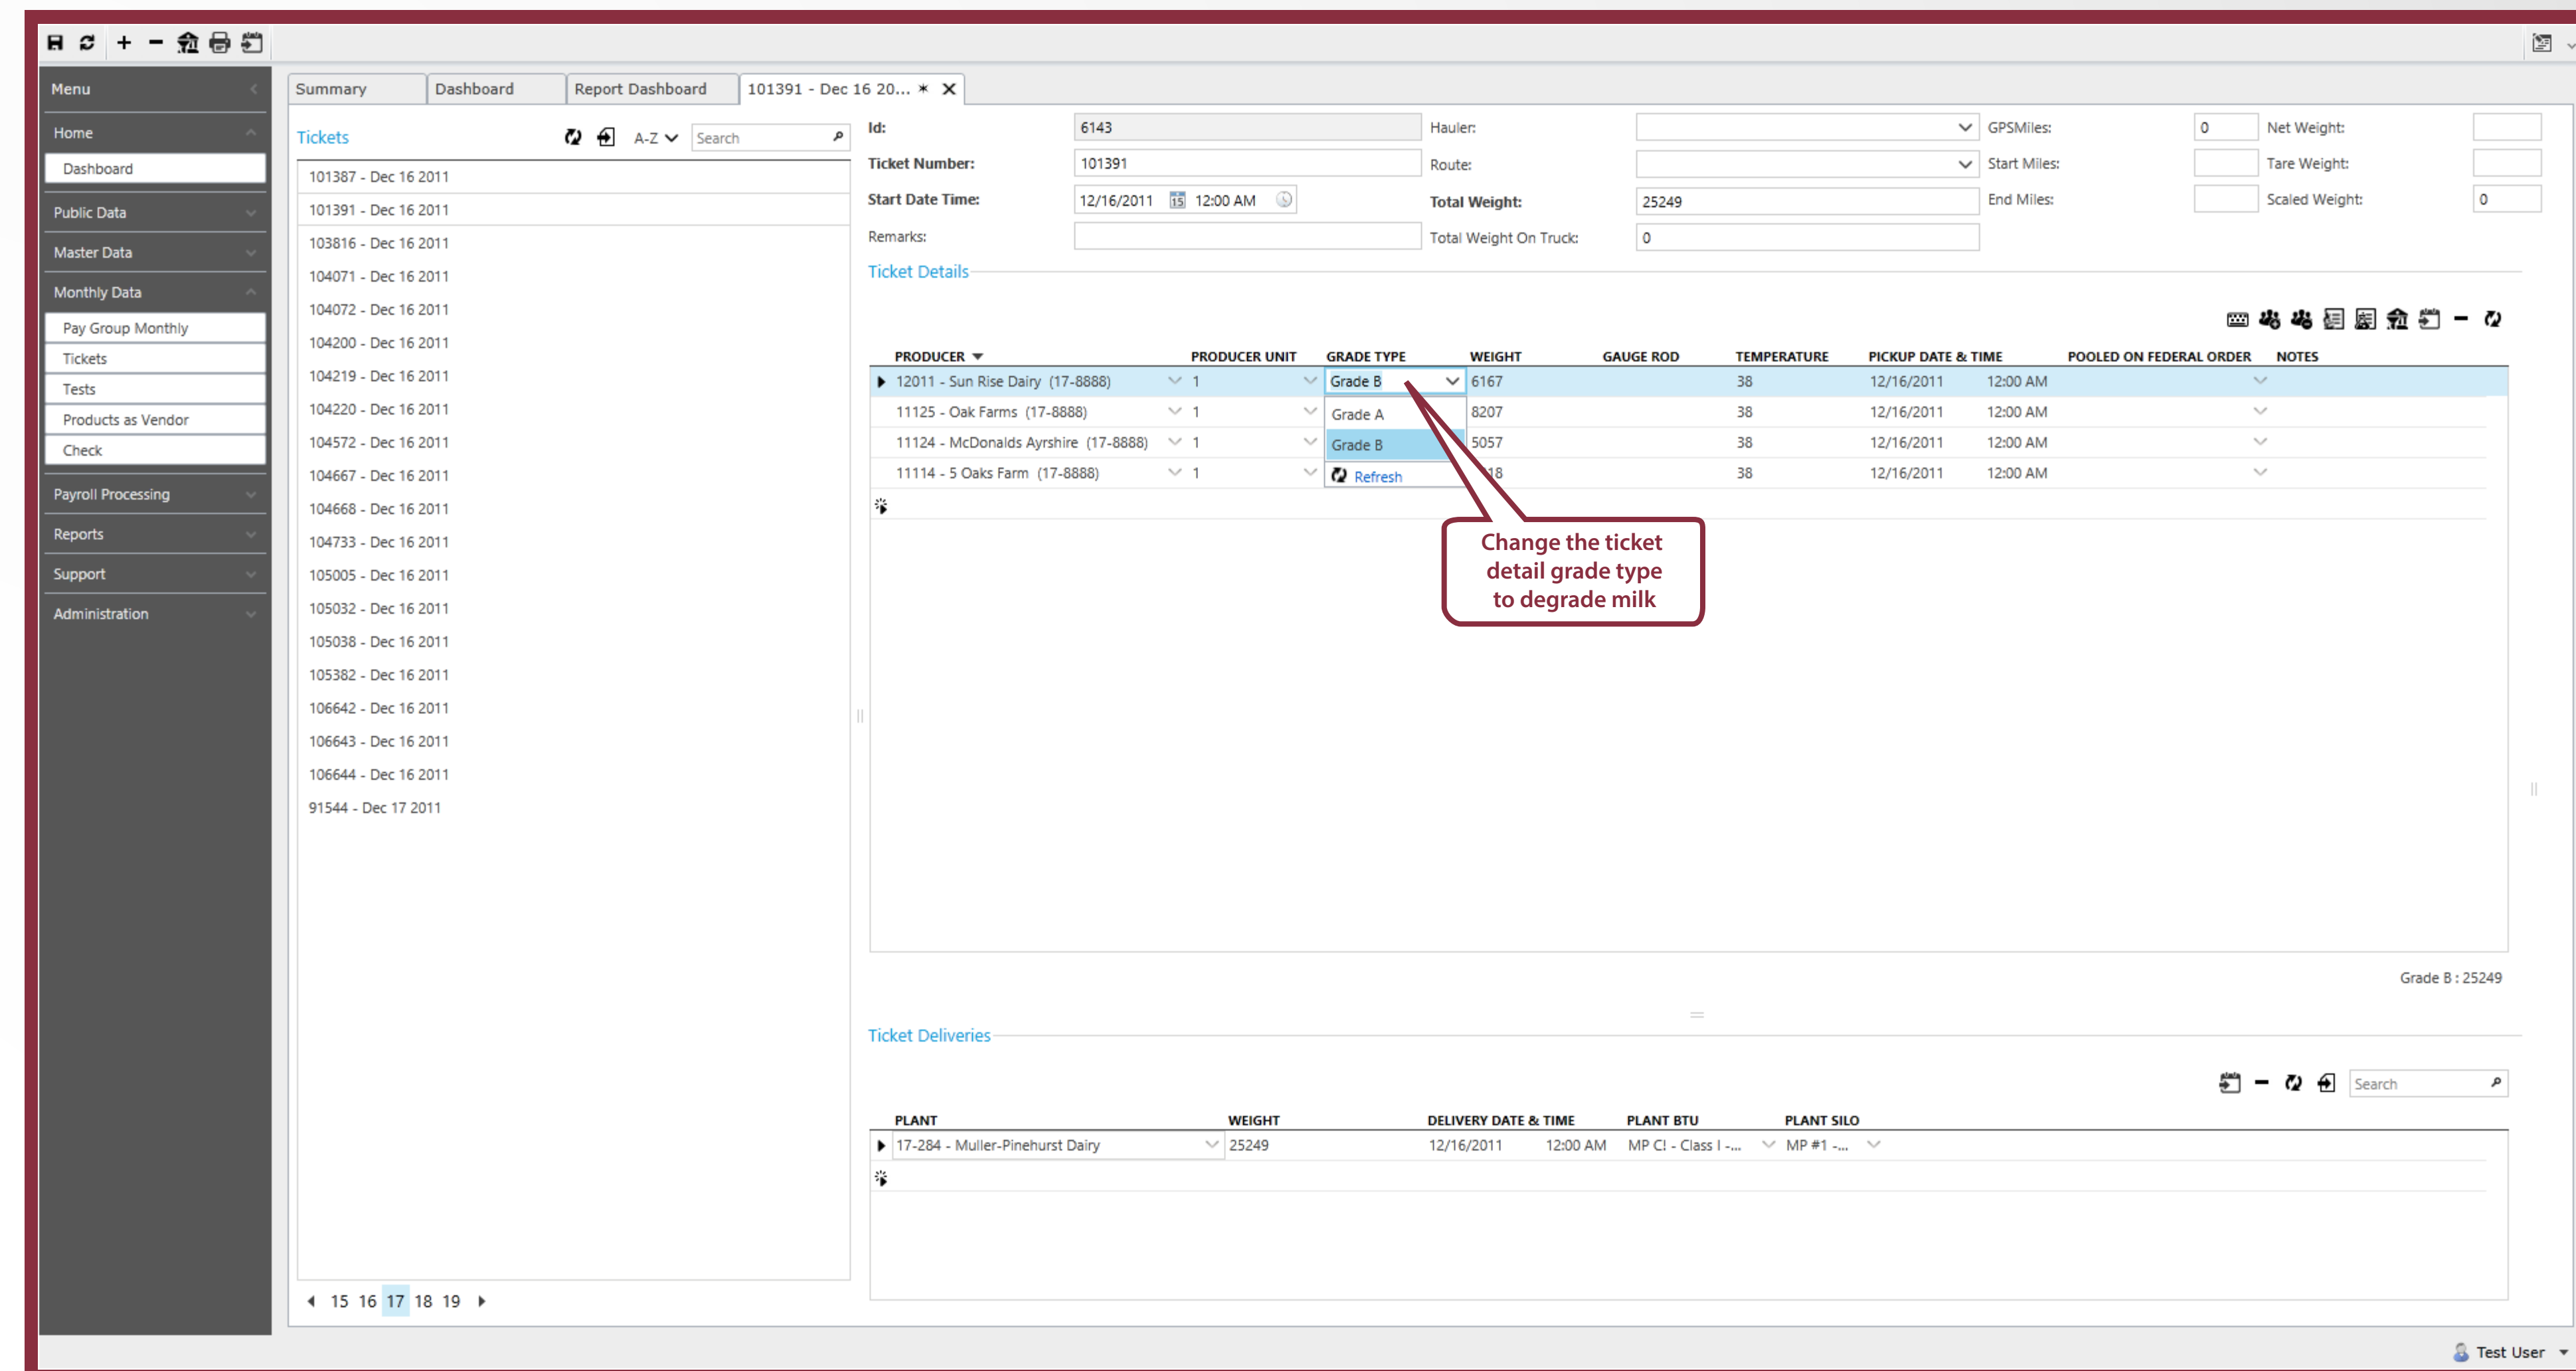 Menu
Home
Dashboard
Public Data
Master Data
Monthly Data
Pay Group Monthly
Tickets
Tests
Products as Vendor
Check
Payroll Processing
Reports
Support
Administration
Summary Dashboard Report Dashboard 101391 - Dec 16 20... * X
Tickets A-Z Search
101387 - Dec 16 2011
101391 - Dec 16 2011
103816 - Dec 16 2011
104071 - Dec 16 2011
104072 - Dec 16 2011
104200 - Dec 16 2011
104219 - Dec 16 2011
104220 - Dec 16 2011
104572 - Dec 16 2011
104667 - Dec 16 2011
104668 - Dec 16 2011
104733 - Dec 16 2011
105005 - Dec 16 2011
105032 - Dec 16 2011
105038 - Dec 16 2011
105382 - Dec 16 2011
106642 - Dec 16 2011
106643 - Dec 16 2011
106644 - Dec 16 2011
91544 - Dec 17 2011
15 16 17 18 19
Id: 6143 Hauler: GPSMiles: 0 Net Weight:
Ticket Number: 101391 Route: Start Miles: Tare Weight:
Start Date Time: 12/16/2011 15 12:00 AM Total Weight: 25249 End Miles: Scaled Weight: 0
Remarks: Total Weight On Truck: 0
Ticket Details
PRODUCER PRODUCER UNIT GRADE TYPE WEIGHT GAUGE ROD TEMPERATURE PICKUP DATE & TIME POOLED ON FEDERAL ORDER NOTES
12011 - Sun Rise Dairy (17-8888) 1 Grade B 6167 38 12/16/2011 12:00 AM
11125 - Oak Farms (17-8888) 1 Grade A 8207 38 12/16/2011 12:00 AM
11124 - McDonalds Ayrshire (17-8888) 1 Grade B 5057 38 12/16/2011 12:00 AM
11114 - 5 Oaks Farm (17-8888) 1 Refresh 18 38 12/16/2011 12:00 AM
Change the ticket
detail grade type
to degrade milk
Grade B : 25249
Ticket Deliveries
Search
PLANT WEIGHT DELIVERY DATE & TIME PLANT BTU PLANT SILO
17-284 - Muller-Pinehurst Dairy 25249 12/16/2011 12:00 AM MP C! - Class I -... MP #1 -...
Test User